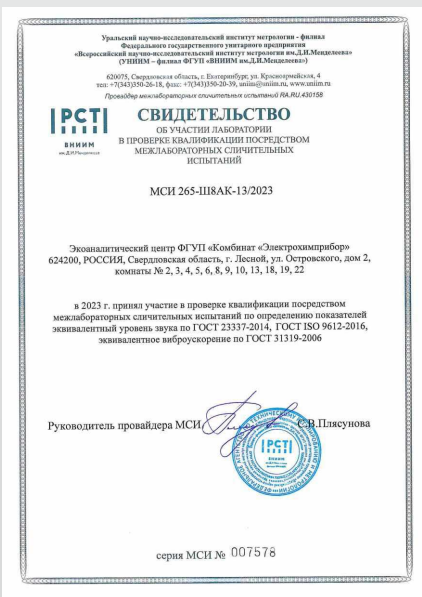 Уральский научно-исследовательский институт метрологии - филиал
Федерального государственного унитарного предприятия
«Всероссийский научно-исследовательский институт метрологии им.Д.И.Менделеева»
(УНИИМ – филиал ФГУП «ВНИИМ им.Д.И.Менделеева»)
620075, Свердловская область, г. Екатеринбург, ул. Красноармейская, 4
тел: +7(343)350-26-18, факс: +7(343)350-20-39, uniim@uniim.ru, www.uniim.ru
Провайдер межлабораторных сличительных испытаний RA.RU.430158
РСТ
ВНИИМ
им. Д.И.Менделеева
СВИДЕТЕЛЬСТВО
ОБ УЧАСТИИ ЛАБОРАТОРИИ
В ПРОВЕРКЕ КВАЛИФИКАЦИИ ПОСРЕДСТВОМ
МЕЖЛАБОРАТОРНЫХ СЛИЧИТЕЛЬНЫХ
ИСПЫТАНИЙ
МСИ 265-Ш8АК-13/2023
Экоаналитический центр ФГУП «Комбинат «Электрохимприбор»
624200, РОССИЯ, Свердловская область, г. Лесной, ул. Островского, дом 2,
комнаты № 2, 3, 4, 5, 6, 8, 9, 10, 13, 18, 19, 22
в 2023 г. принял участие в проверке квалификации посредством
межлабораторных сличительных испытаний по определению показателей
эквивалентный уровень звука по ГОСТ 23337-2014, ГОСТ ISO 9612-2016,
эквивалентное виброускорение по ГОСТ 31319-2006
Руководитель провайдера МСИ С.В.Плясунова
РСТ
ВНИИМ
серия МСИ № 007578